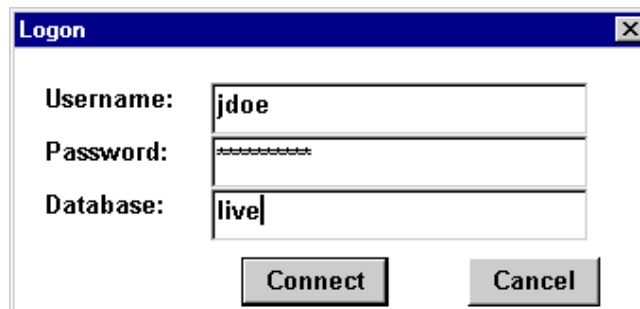 Logon
Username: jdoe
Password: **********
Database: live
Connect Cancel